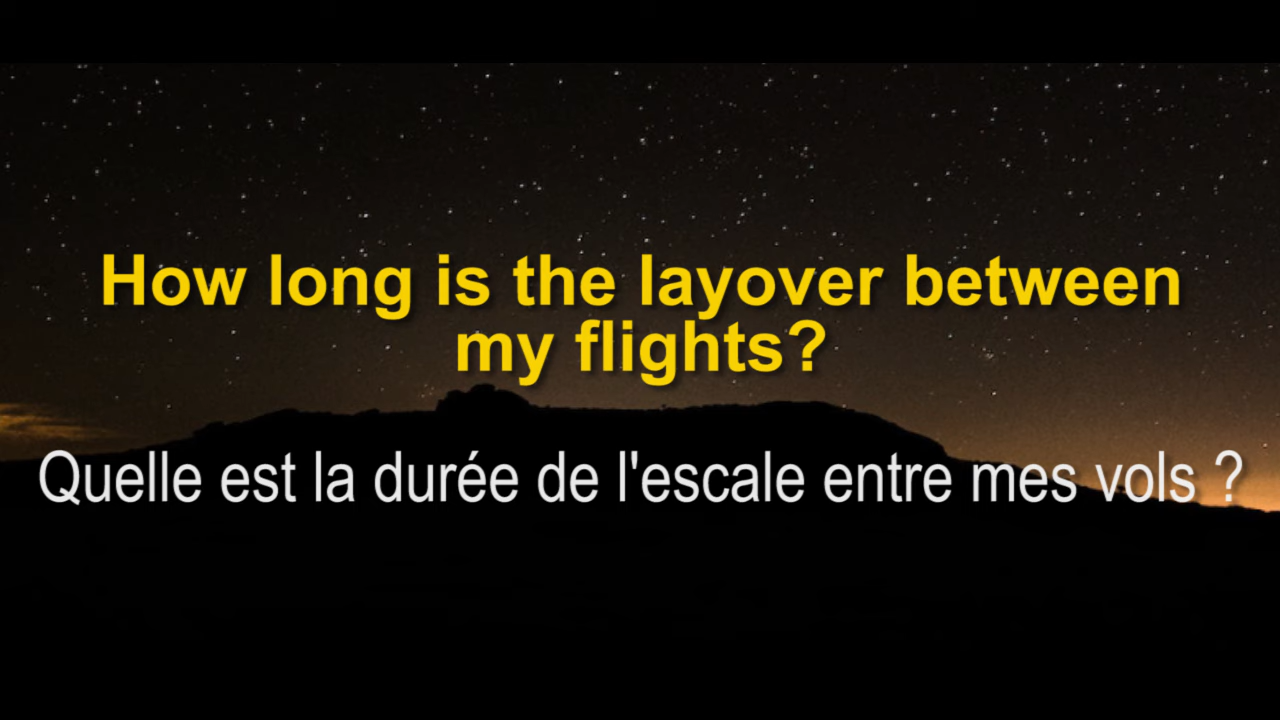 How long is the layover between
my flights?
Quelle est la durée de l'escale entre mes vols ?